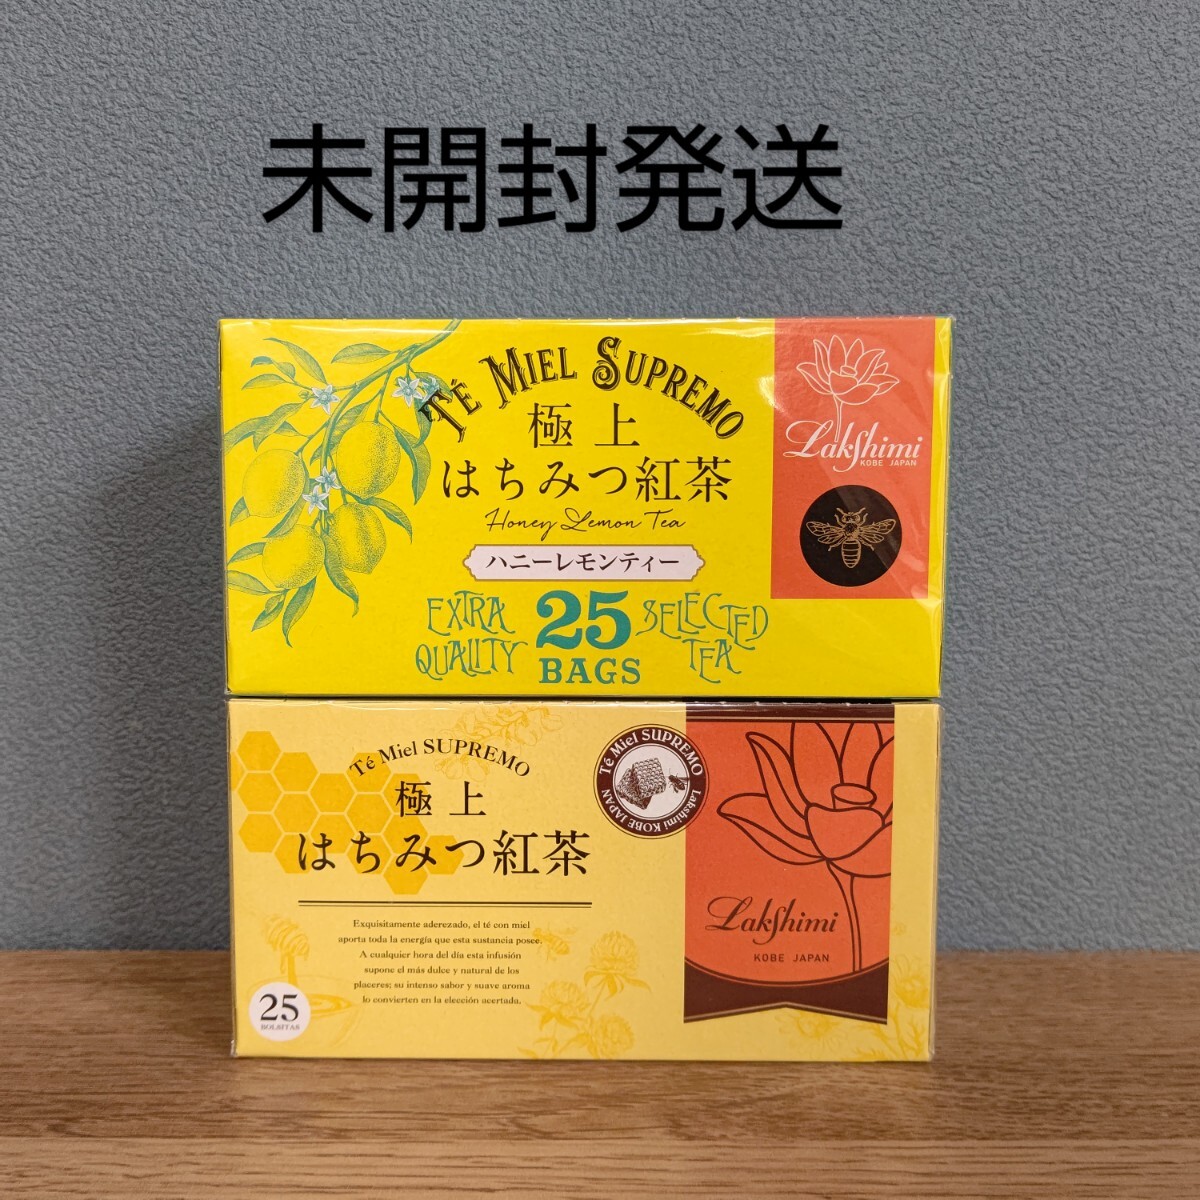 未開封発送
TÉ MIEL SUPREMO
極上
はちみつ紅茶
Honey Lemon Tea
ハニーレモンティー
EXTRA QUALITY
25 BAGS
SELECTED TEA
Lakshimi
KOBE JAPAN
Té Miel SUPREMO
極上
はちみつ紅茶
Exquisitamente aderezado, el té con miel
aporta toda la energía que esta sustancia posee.
A cualquier hora del día esta infusión
supone el más dulce y natural de los
placeres; su intenso sabor y suave aroma
lo convierten en la elección acertada.
25
BOLSITAS
Té Miel SUPREMO
Lakshimi KOBE JAPAN
Lakshimi
KOBE JAPAN